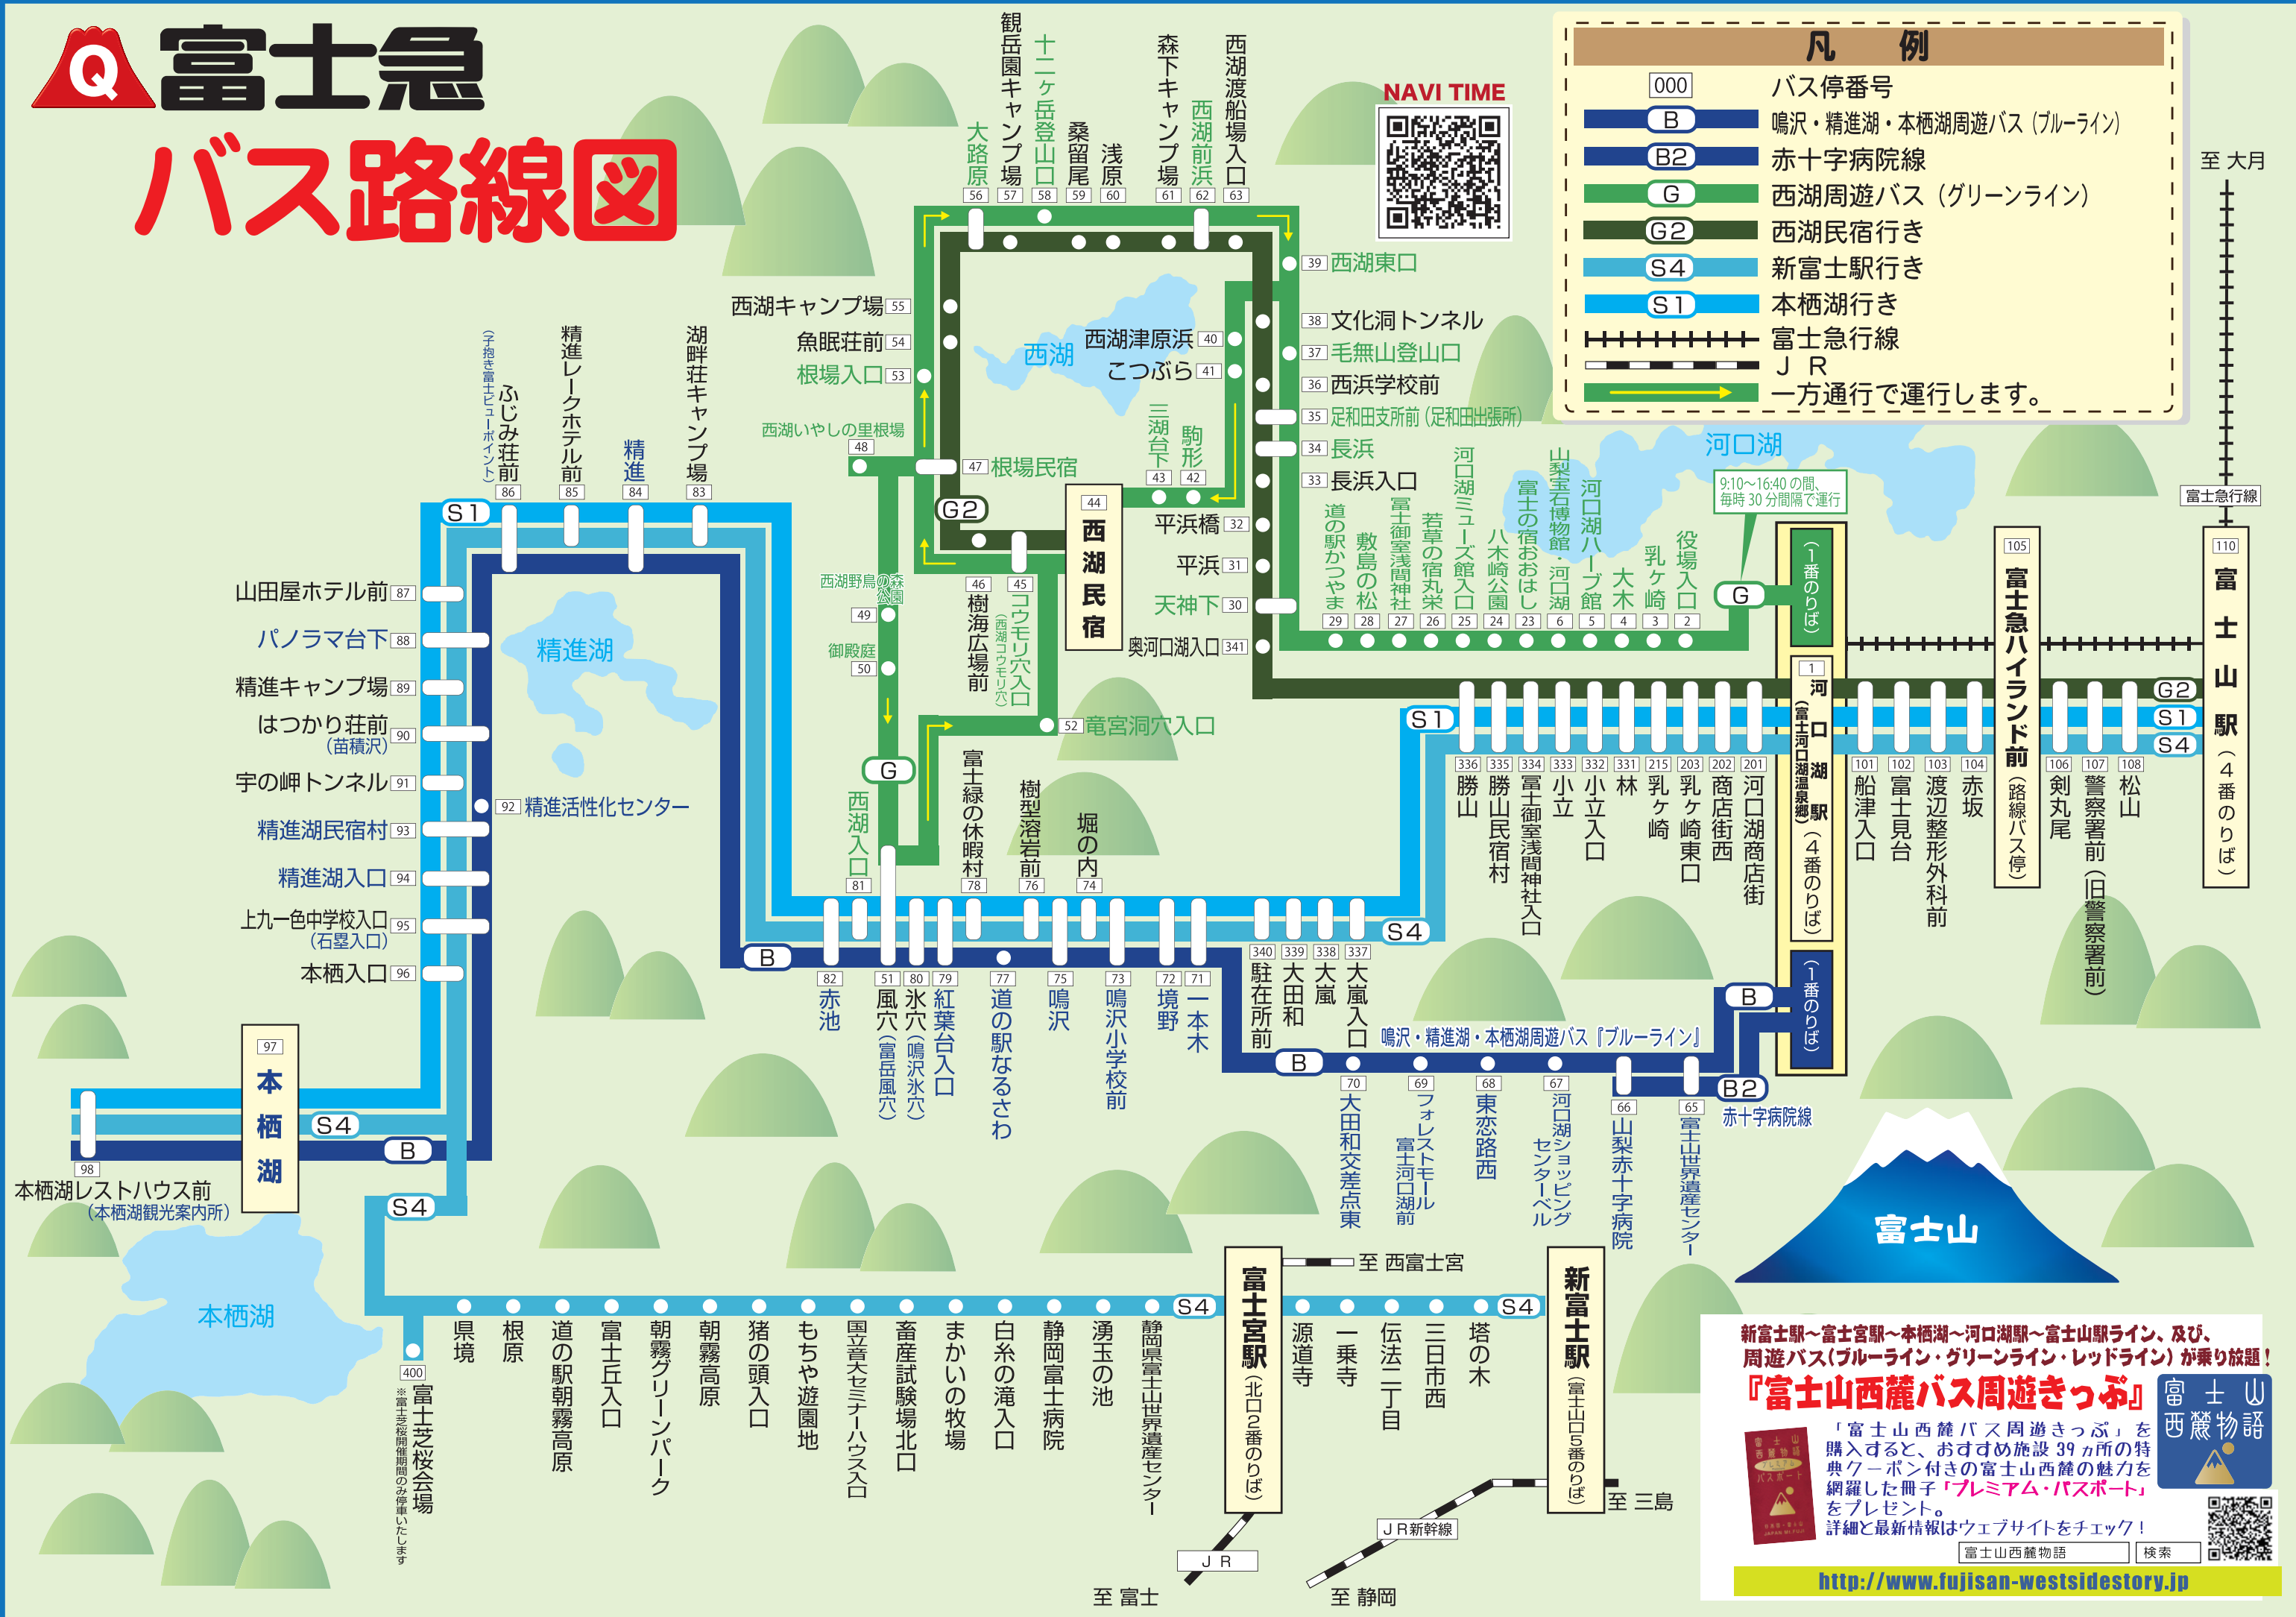 Q 富士急
バス路線図
NAVI TIME
凡 例
000 バス停番号
B 鳴沢・精進湖・本栖湖周遊バス（ブルーライン）
B2 赤十字病院線
G 西湖周遊バス（グリーンライン）
G2 西湖民宿行き
S4 新富士駅行き
S1 本栖湖行き
富士急行線
ＪＲ
一方通行で運行します。
至 大月
富士急行線
56 大路原
57 観岳園キャンプ場
58 十二ヶ岳登山口
59 桑留尾
60 浅原
61 森下キャンプ場
62 西湖前浜
63 西湖渡船場入口
39 西湖東口
38 文化洞トンネル
37 毛無山登山口
36 西浜学校前
35 足和田支所前（足和田出張所）
34 長浜
33 長浜入口
平浜橋 32
平浜 31
天神下 30
奥河口湖入口 341
西湖キャンプ場 55
魚眠荘前 54
根場入口 53
西湖いやしの里根場
48
47 根場民宿
西湖
西湖津原浜 40
こつぶら 41
三湖台下
43
駒形
42
44
西湖民宿
G2
46
樹海広場前
45
コウモリ穴入口
（西湖コウモリ穴）
西湖野鳥の森
公園
49
御殿庭
50
52 竜宮洞穴入口
G
西湖入口
81
河口湖
9:10～16:40 の間、
毎時 30 分間隔で運行
道の駅かつやま
29
敷島の松
28
富士御室浅間神社
27
若草の宿丸栄
26
河口湖ミューズ館入口
25
八木崎公園
24
富士の宿おおはし
23
山梨宝石博物館・河口湖
6
河口湖ハーブ館
5
大木
4
乳ヶ崎
3
役場入口
2
G
（１番のりば）
1
河口湖駅
（富士河口湖温泉郷）
（４番のりば）
（１番のりば）
105
富士急ハイランド前
（路線バス停）
110
富士山駅
（４番のりば）
G2
S1
S4
S1
S4
336 勝山
335 勝山民宿村
334 冨士御室浅間神社入口
333 小立
332 小立入口
331 林
215 乳ヶ崎
203 乳ヶ崎東口
202 商店街西
201 河口湖商店街
101 船津入口
102 富士見台
103 渡辺整形外科前
104 赤坂
106 剣丸尾
107 警察署前（旧警察署前）
108 松山
（子抱き富士ビューポイント）
ふじみ荘前
86
精進レークホテル前
85
精進
84
湖畔荘キャンプ場
83
S1
山田屋ホテル前 87
パノラマ台下 88
精進キャンプ場 89
はつかり荘前 90
（苗積沢）
宇の岬トンネル 91
92 精進活性化センター
精進湖民宿村 93
精進湖入口 94
上九一色中学校入口 95
（石塁入口）
本栖入口 96
精進湖
97
本栖湖
S4
B
98
本栖湖レストハウス前
（本栖湖観光案内所）
S4
本栖湖
富士緑の休暇村
78
樹型溶岩前
76
堀の内
74
B
82 赤池
51 風穴（富岳風穴）
80 氷穴（鳴沢氷穴）
79 紅葉台入口
77 道の駅なるさわ
75 鳴沢
73 鳴沢小学校前
72 境野
71 一本木
340 駐在所前
339 大田和
338 大嵐
337 大嵐入口
鳴沢・精進湖・本栖湖周遊バス『ブルーライン』
B
B
B2
赤十字病院線
70 大田和交差点東
69 フォレストモール
富士河口湖前
68 東恋路西
67 河口湖ショッピング
センターベル
66 山梨赤十字病院
65 富士山世界遺産センター
富士山
400 富士芝桜会場
※富士芝桜開催期間のみ停車いたします
県境
根原
道の駅朝霧高原
富士丘入口
朝霧グリーンパーク
朝霧高原
猪の頭入口
もちや遊園地
国立音大セミナーハウス入口
畜産試験場北口
まかいの牧場
白糸の滝入口
静岡富士病院
湧玉の池
静岡県富士山世界遺産センター
S4
富士宮駅
（北口２番のりば）
至 西富士宮
源道寺
一乗寺
伝法二丁目
三日市西
塔の木
S4
新富士駅
（富士山口５番のりば）
至 三島
ＪＲ新幹線
ＪＲ
至 富士
至 静岡
新富士駅～富士宮駅～本栖湖～河口湖駅～富士山駅ライン、及び、
周遊バス（ブルーライン・グリーンライン・レッドライン）が乗り放題！
『富士山西麓バス周遊きっぷ』
富士山
西麓物語
「富士山西麓バス周遊きっぷ」を
購入すると、おすすめ施設 39 ヵ所の特
典クーポン付きの富士山西麓の魅力を
網羅した冊子「プレミアム・パスポート」
をプレゼント。
詳細と最新情報はウェブサイトをチェック！
富士山西麓物語 検索
http://www.fujisan-westsidestory.jp